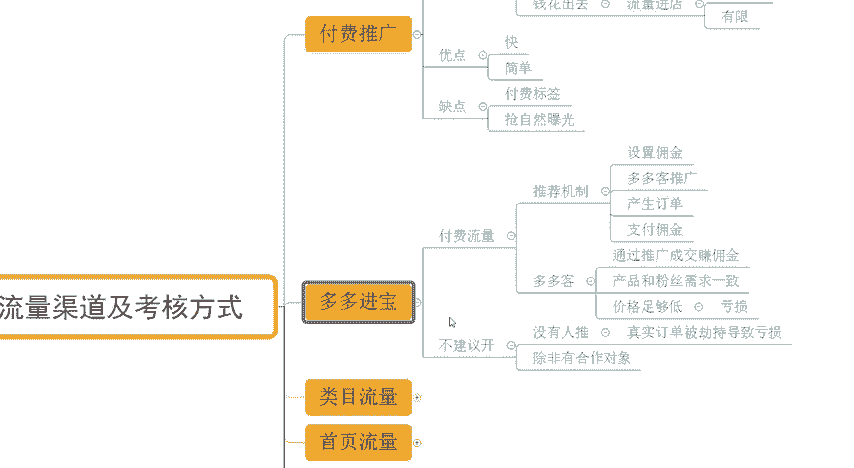 钱花出去
流量进店
有限
付费推广
优点
快
简单
缺点
付费标签
抢自然曝光
流量渠道及考核方式
多多进宝
付费流量
推荐机制
设置佣金
多多客推广
产生订单
支付佣金
多多客
通过推广成交赚佣金
产品和粉丝需求一致
价格足够低
亏损
不建议开
没有人推
真实订单被劫持导致亏损
除非有合作对象
类目流量
首页流量